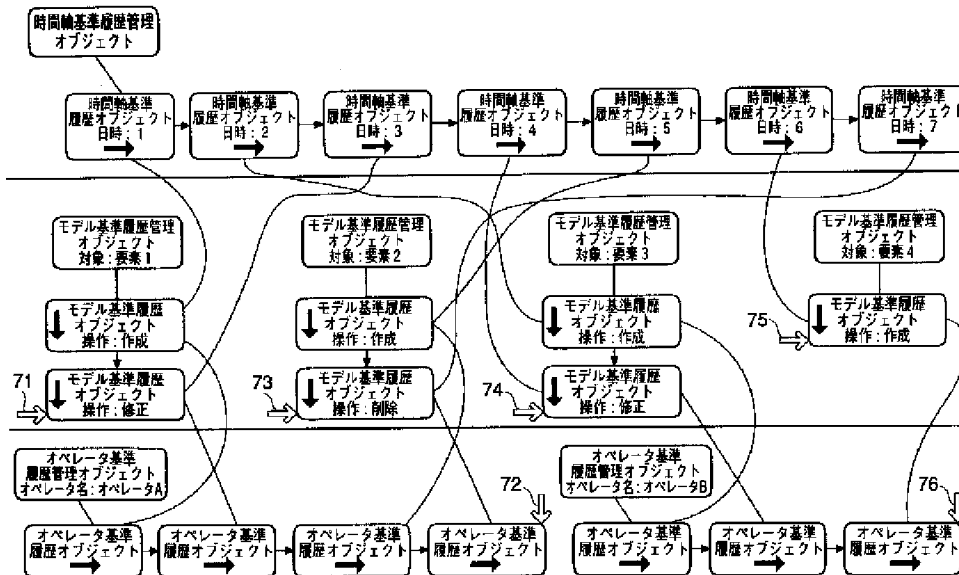 時間軸基準履歴管理
オブジェクト
時間軸基準
履歴オブジェクト
日時:1
時間軸基準
履歴オブジェクト
日時:2
時間軸基準
履歴オブジェクト
日時:3
時間軸基準
履歴オブジェクト
日時:4
時間軸基準
履歴オブジェクト
日時:5
時間軸基準
履歴オブジェクト
日時:6
時間軸基準
履歴オブジェクト
日時:7
モデル基準履歴管理
オブジェクト
対象:要素1
モデル基準履歴管理
オブジェクト
対象:要素2
モデル基準履歴管理
オブジェクト
対象:要素3
モデル基準履歴管理
オブジェクト
対象:要素4
モデル基準履歴
オブジェクト
操作:作成
モデル基準履歴
オブジェクト
操作:作成
モデル基準履歴
オブジェクト
操作:作成
75
モデル基準履歴
オブジェクト
操作:作成
71
モデル基準履歴
オブジェクト
操作:修正
73
モデル基準履歴
オブジェクト
操作:削除
74
モデル基準履歴
オブジェクト
操作:修正
オペレータ基準
履歴管理オブジェクト
オペレータ名:オペレータA
72
オペレータ基準
履歴管理オブジェクト
オペレータ名:オペレータB
76
オペレータ基準
履歴オブジェクト
オペレータ基準
履歴オブジェクト
オペレータ基準
履歴オブジェクト
オペレータ基準
履歴オブジェクト
オペレータ基準
履歴オブジェクト
オペレータ基準
履歴オブジェクト
オペレータ基準
履歴オブジェクト